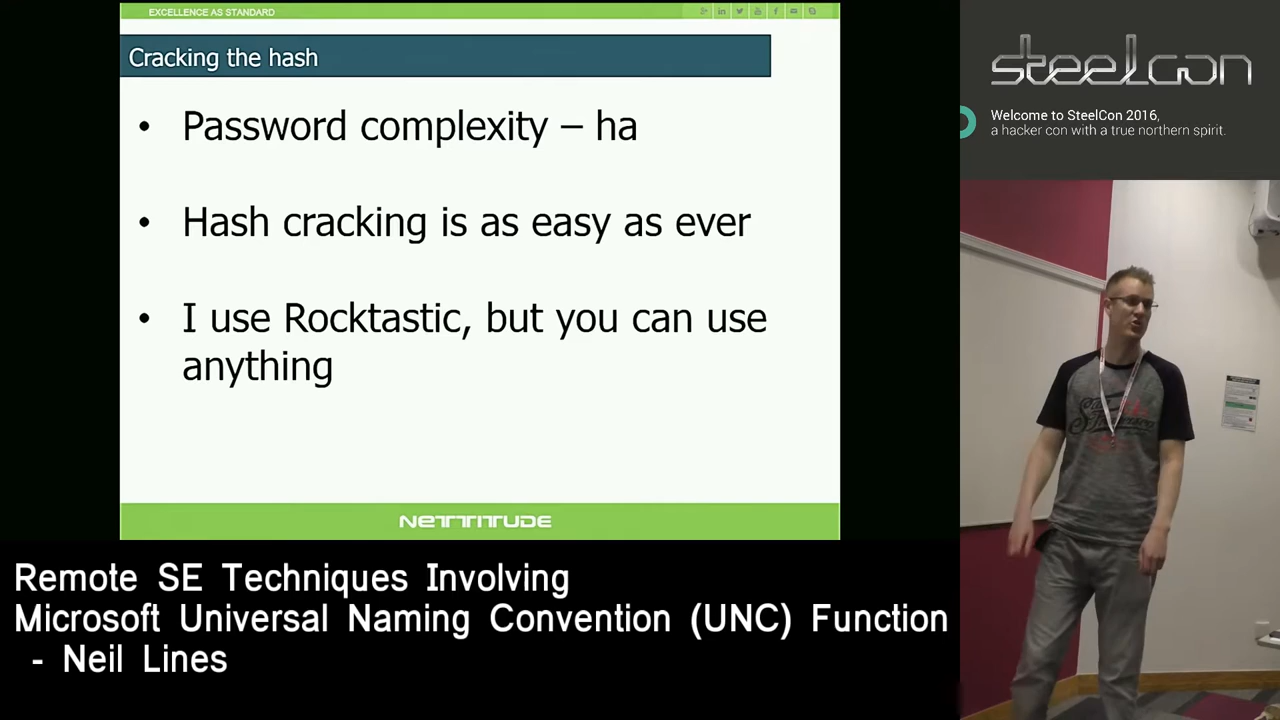 EXCELLENCE AS STANDARD
Cracking the hash
• Password complexity – ha
• Hash cracking is as easy as ever
• I use Rocktastic, but you can use
anything
NETTITUDE
steelcon
Welcome to SteelCon 2016,
a hacker con with a true northern spirit.
San
Francisco
Remote SE Techniques Involving
Microsoft Universal Naming Convention (UNC) Function
- Neil Lines